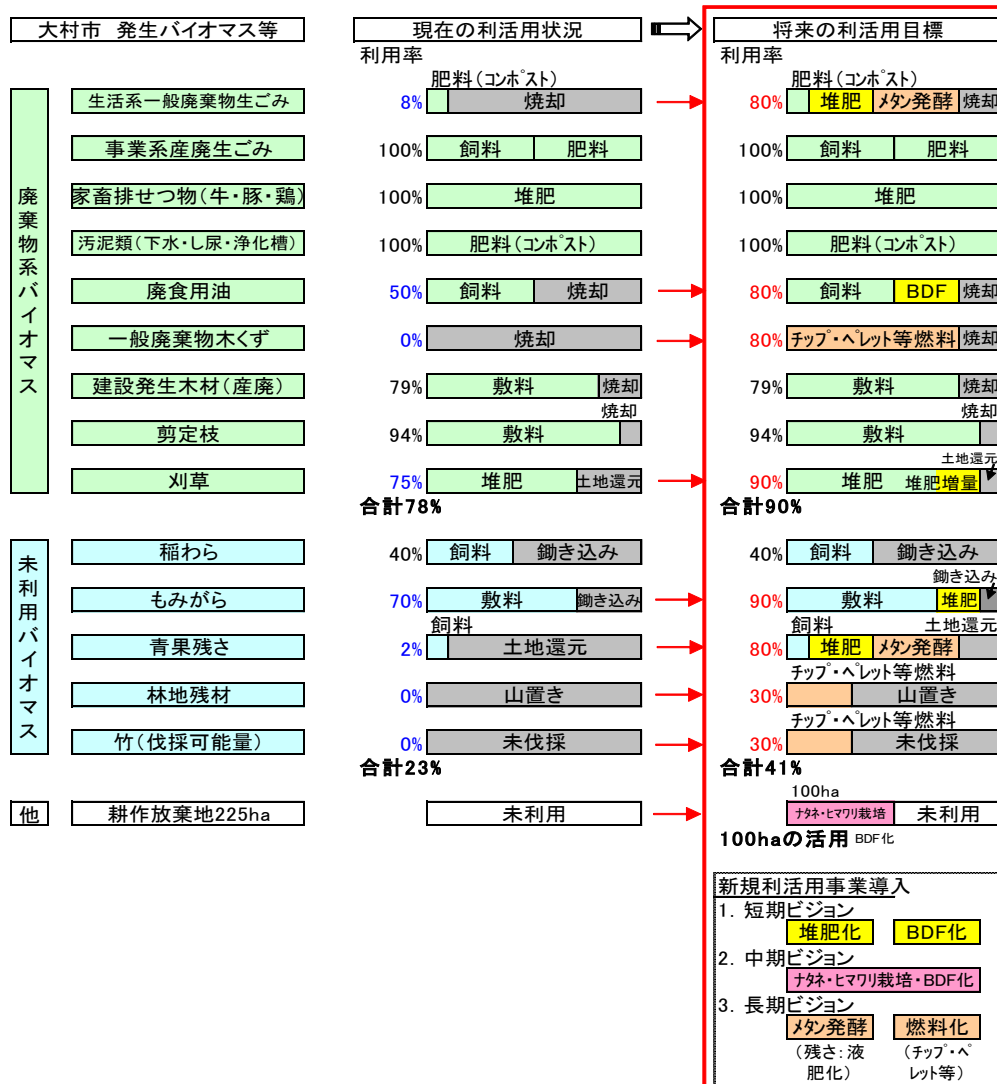 大村市 発生バイオマス等 現在の利活用状況 将来の利活用目標
利用率 利用率
肥料(コンポスト) 肥料(コンポスト)
生活系一般廃棄物生ごみ 8% 焼却 80% 堆肥 メタン発酵 焼却
事業系産廃生ごみ 100% 飼料 肥料 100% 飼料 肥料
廃棄物系バイオマス
家畜排せつ物(牛・豚・鶏) 100% 堆肥 100% 堆肥
汚泥類(下水・し尿・浄化槽) 100% 肥料(コンポスト) 100% 肥料(コンポスト)
廃食用油 50% 飼料 焼却 80% 飼料 BDF 焼却
一般廃棄物木くず 0% 焼却 80% チップ・ペレット等燃料 焼却
建設発生木材(産廃) 79% 敷料 焼却 79% 敷料 焼却
焼却 焼却
剪定枝 94% 敷料 94% 敷料
土地還元
刈草 75% 堆肥 土地還元 90% 堆肥 堆肥増量
合計78% 合計90%
未利用バイオマス
稲わら 40% 飼料 鋤き込み 40% 飼料 鋤き込み
鋤き込み
もみがら 70% 敷料 鋤き込み 90% 敷料 堆肥
飼料 飼料 土地還元
青果残さ 2% 土地還元 80% 堆肥 メタン発酵
チップ・ペレット等燃料
林地残材 0% 山置き 30% 山置き
チップ・ペレット等燃料
竹(伐採可能量) 0% 未伐採 30% 未伐採
合計23% 合計41%
100ha
他 耕作放棄地225ha 未利用 ナタネ・ヒマワリ栽培 未利用
100haの活用 BDF化
新規利活用事業導入
1. 短期ビジョン
堆肥化 BDF化
2. 中期ビジョン
ナタネ・ヒマワリ栽培・BDF化
3. 長期ビジョン
メタン発酵 燃料化
(残さ:液 (チップ・ペ
肥化) レット等)